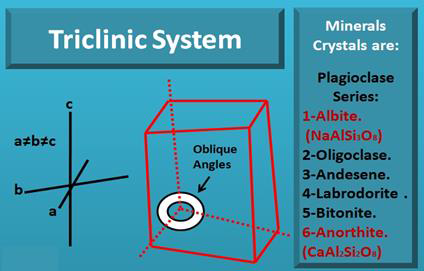 Triclinic System
c
a≠b≠c
b
a
Oblique
Angles
Minerals
Crystals are:
Plagioclase
Series:
1-Albite.
(NaAlSi₃O₈)
2-Oligoclase.
3-Andesene.
4-Labrodorite .
5-Bitonite.
6-Anorthite.
(CaAl₂Si₂O₈)